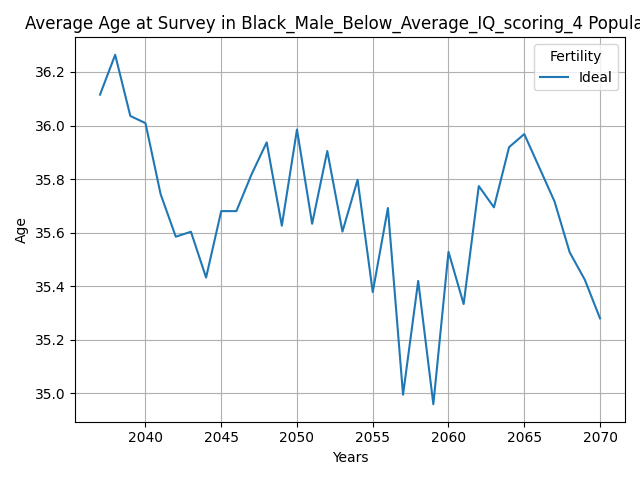 Average Age at Survey in Black_Male_Below_Average_IQ_scoring_4 Popula
Fertility
Ideal
36.2
36.0
35.8
35.6
35.4
35.2
35.0
Age
2040 2045 2050 2055 2060 2065 2070
Years